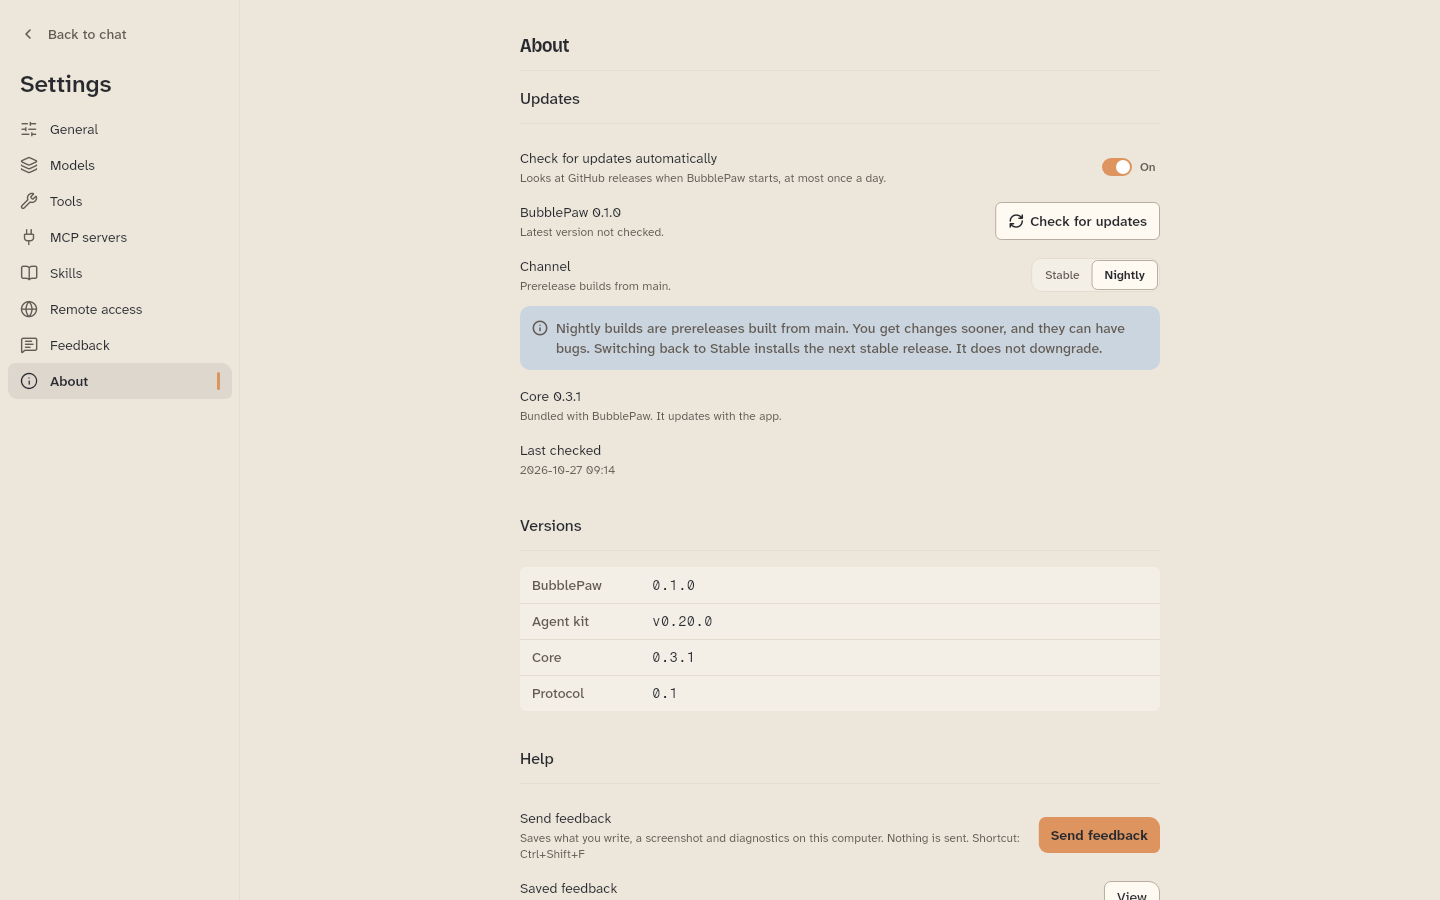 Back to chat
Settings
General
Models
Tools
MCP servers
Skills
Remote access
Feedback
About
About
Updates
Check for updates automatically
Looks at GitHub releases when BubblePaw starts, at most once a day.
On
BubblePaw 0.1.0
Latest version not checked.
Check for updates
Channel
Prerelease builds from main.
Stable
Nightly
Nightly builds are prereleases built from main. You get changes sooner, and they can have
bugs. Switching back to Stable installs the next stable release. It does not downgrade.
Core 0.3.1
Bundled with BubblePaw. It updates with the app.
Last checked
2026-10-27 09:14
Versions
BubblePaw 0.1.0
Agent kit v0.20.0
Core 0.3.1
Protocol 0.1
Help
Send feedback
Saves what you write, a screenshot and diagnostics on this computer. Nothing is sent. Shortcut:
Ctrl+Shift+F
Send feedback
Saved feedback
View